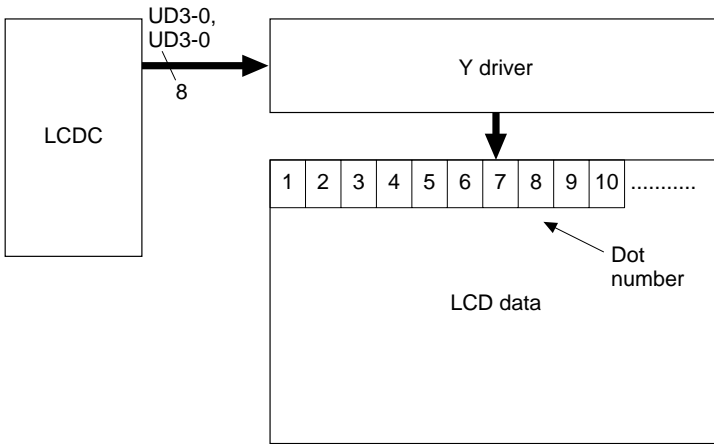 UD3-0,
UD3-0
8
LCDC
Y driver
1 2 3 4 5 6 7 8 9 10 ...........
Dot
number
LCD data